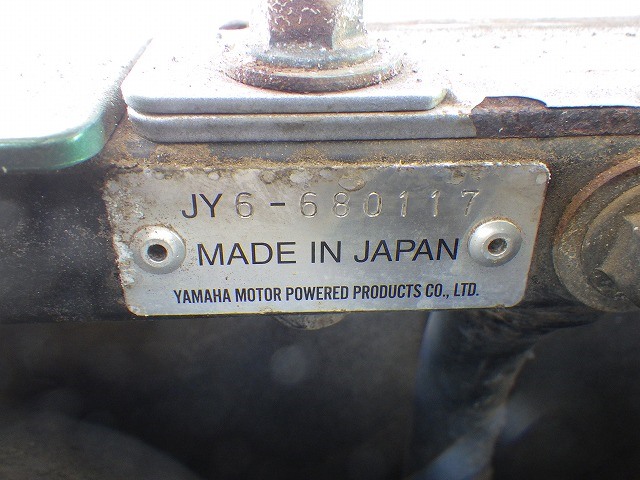 JY6-680117
MADE IN JAPAN
YAMAHA MOTOR POWERED PRODUCTS CO., LTD.